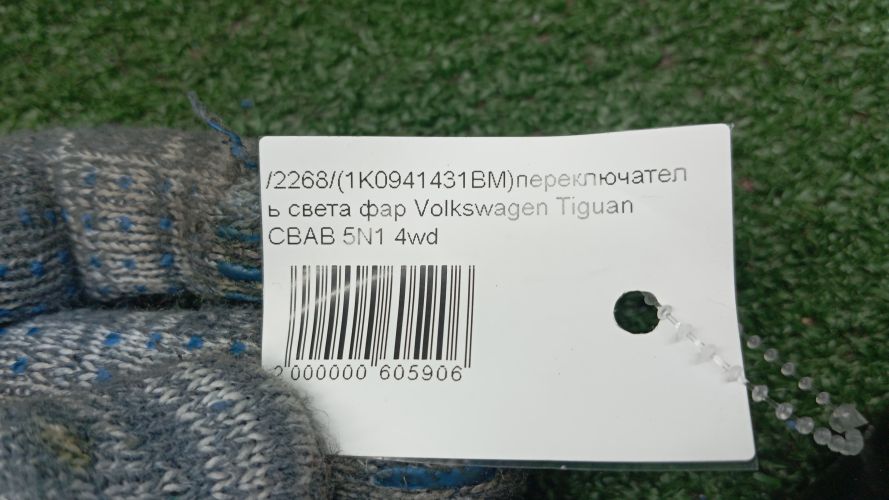 /2268/(1K0941431BM)переключател
ь света фар Volkswagen Tiguan
CBAB 5N1 4wd
2 000000 605906